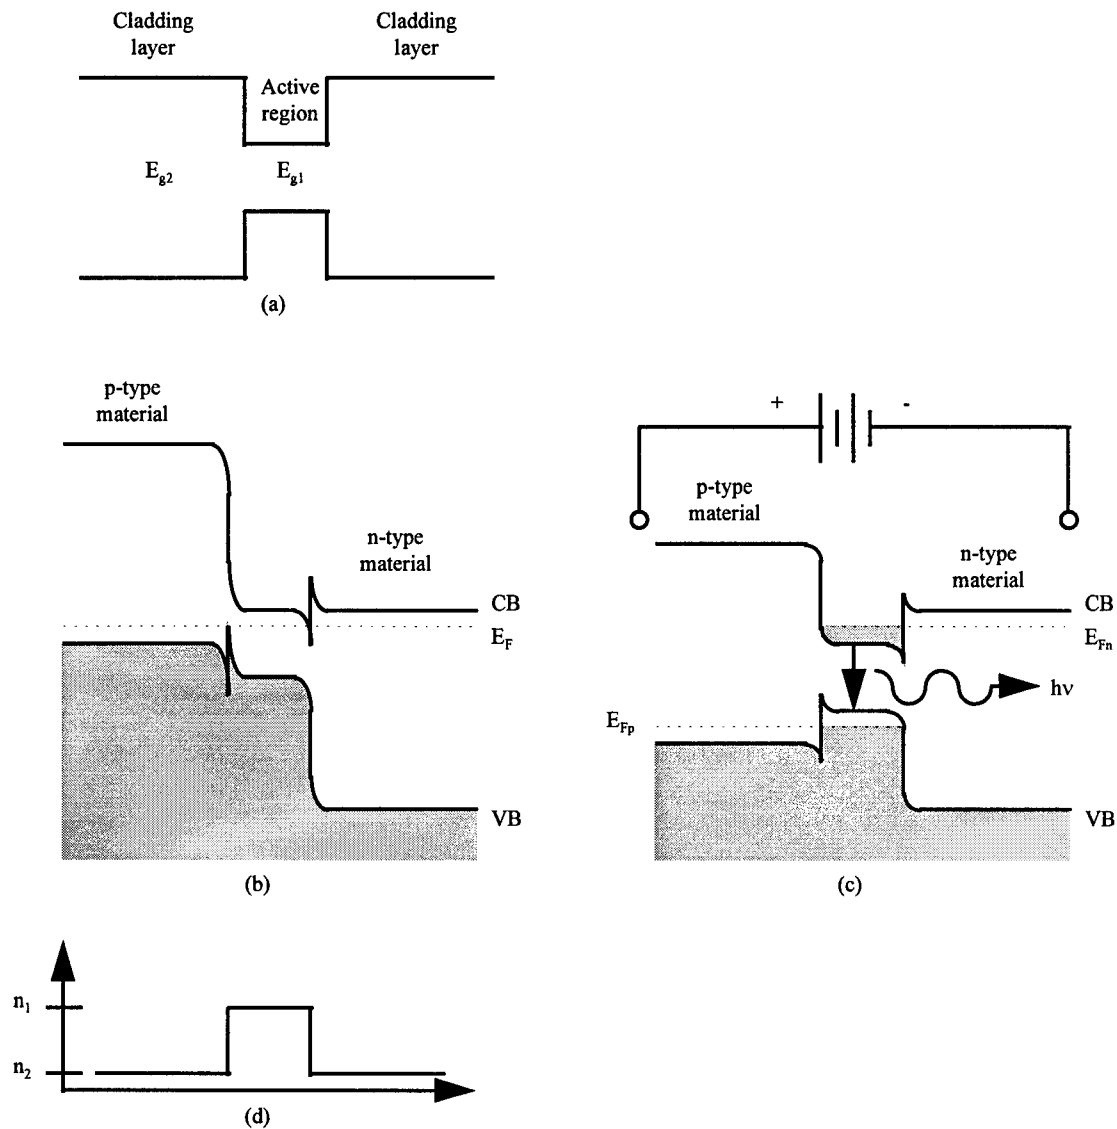 Cladding
layer
Cladding
layer
Active
region
E_g2
E_g1
(a)
p-type
material
n-type
material
CB
E_F
VB
(b)
+
-
p-type
material
n-type
material
CB
E_Fn
hν
E_Fp
VB
(c)
n_1
n_2
(d)